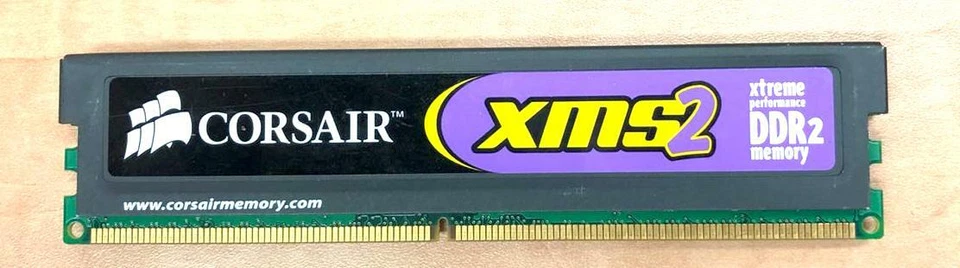 CORSAIR™
xms2
xtreme
performance
DDR2
memory
www.corsairmemory.com